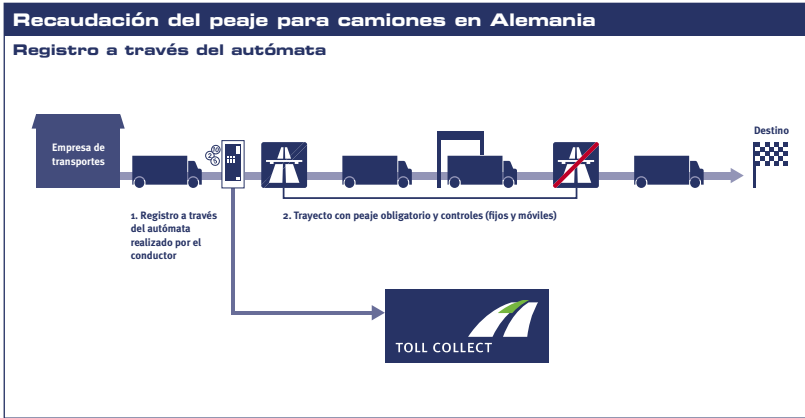 Recaudación del peaje para camiones en Alemania
Registro a través del autómata
Empresa de
transportes
Destino
1. Registro a través
del autómata
realizado por el
conductor
2. Trayecto con peaje obligatorio y controles (fijos y móviles)
TOLL COLLECT